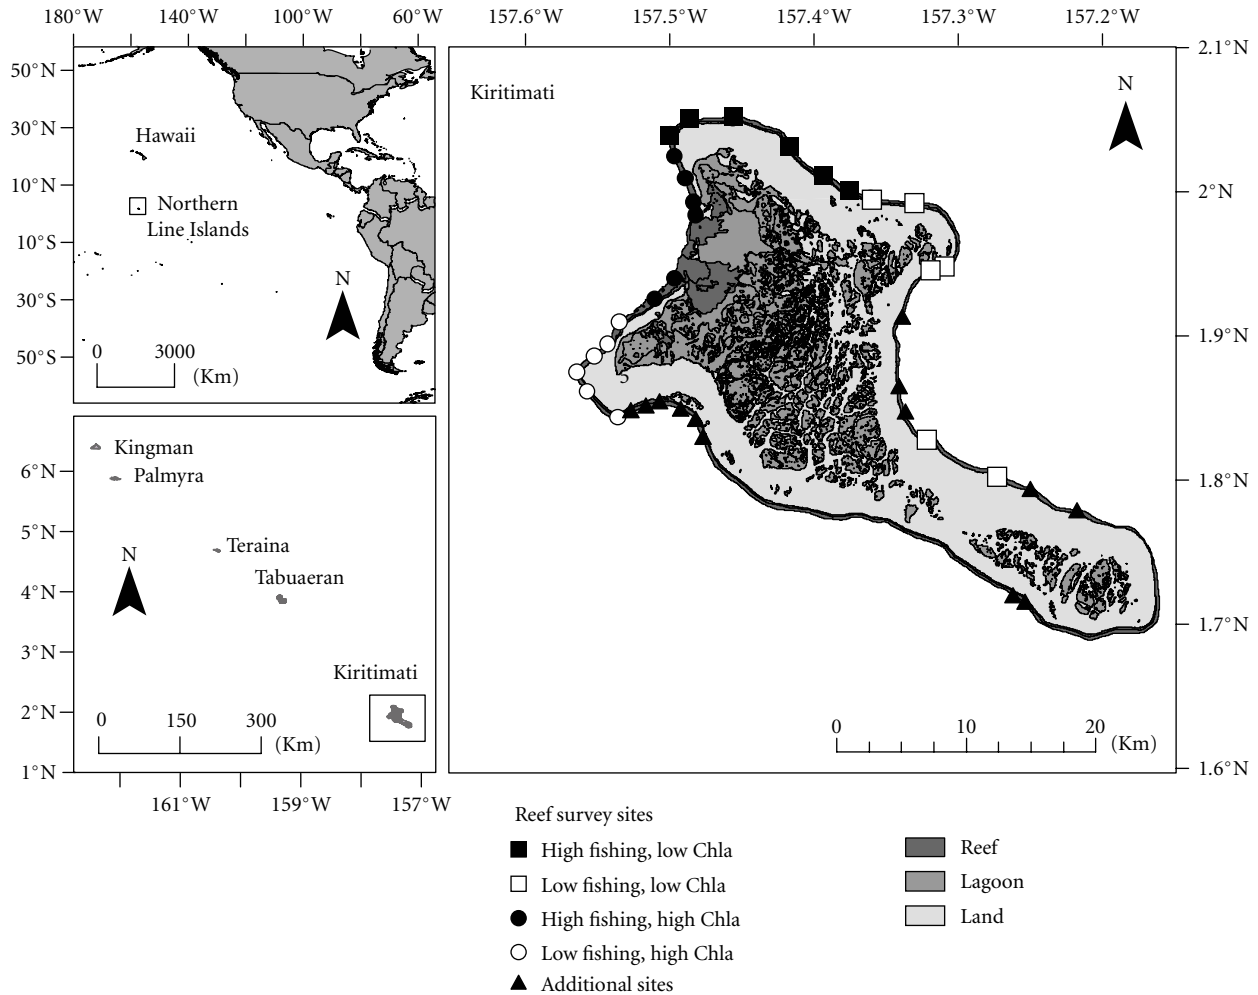 180°W 140°W 100°W 60°W
157.6°W 157.5°W 157.4°W 157.3°W 157.2°W
50°N
30°N
10°N
10°S
30°S
50°S
Hawaii
Northern
Line Islands
N
0 3000
(Km)
Kingman
Palmyra
Teraina
Tabuaeran
Kiritimati
N
6°N
5°N
4°N
3°N
2°N
1°N
0 150 300
(Km)
161°W 159°W 157°W
Kiritimati
N
2.1°N
2°N
1.9°N
1.8°N
1.7°N
1.6°N
0 10 20
(Km)
Reef survey sites
High fishing, low Chla
Low fishing, low Chla
High fishing, high Chla
Low fishing, high Chla
Additional sites
Reef
Lagoon
Land